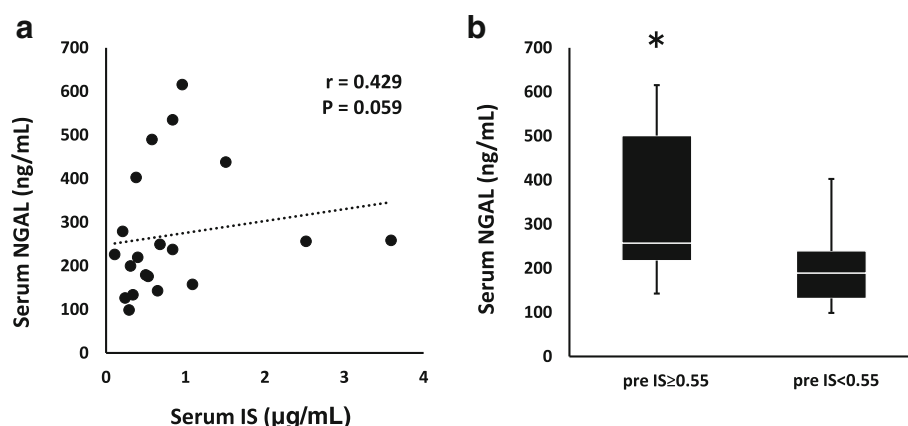 a
700
600
500
400
300
200
100
0
Serum NGAL (ng/mL)
r = 0.429
P = 0.059
0 1 2 3 4
Serum IS (μg/mL)
b
700
600
500
400
300
200
100
0
Serum NGAL (ng/mL)
*
pre IS≥0.55 pre IS<0.55